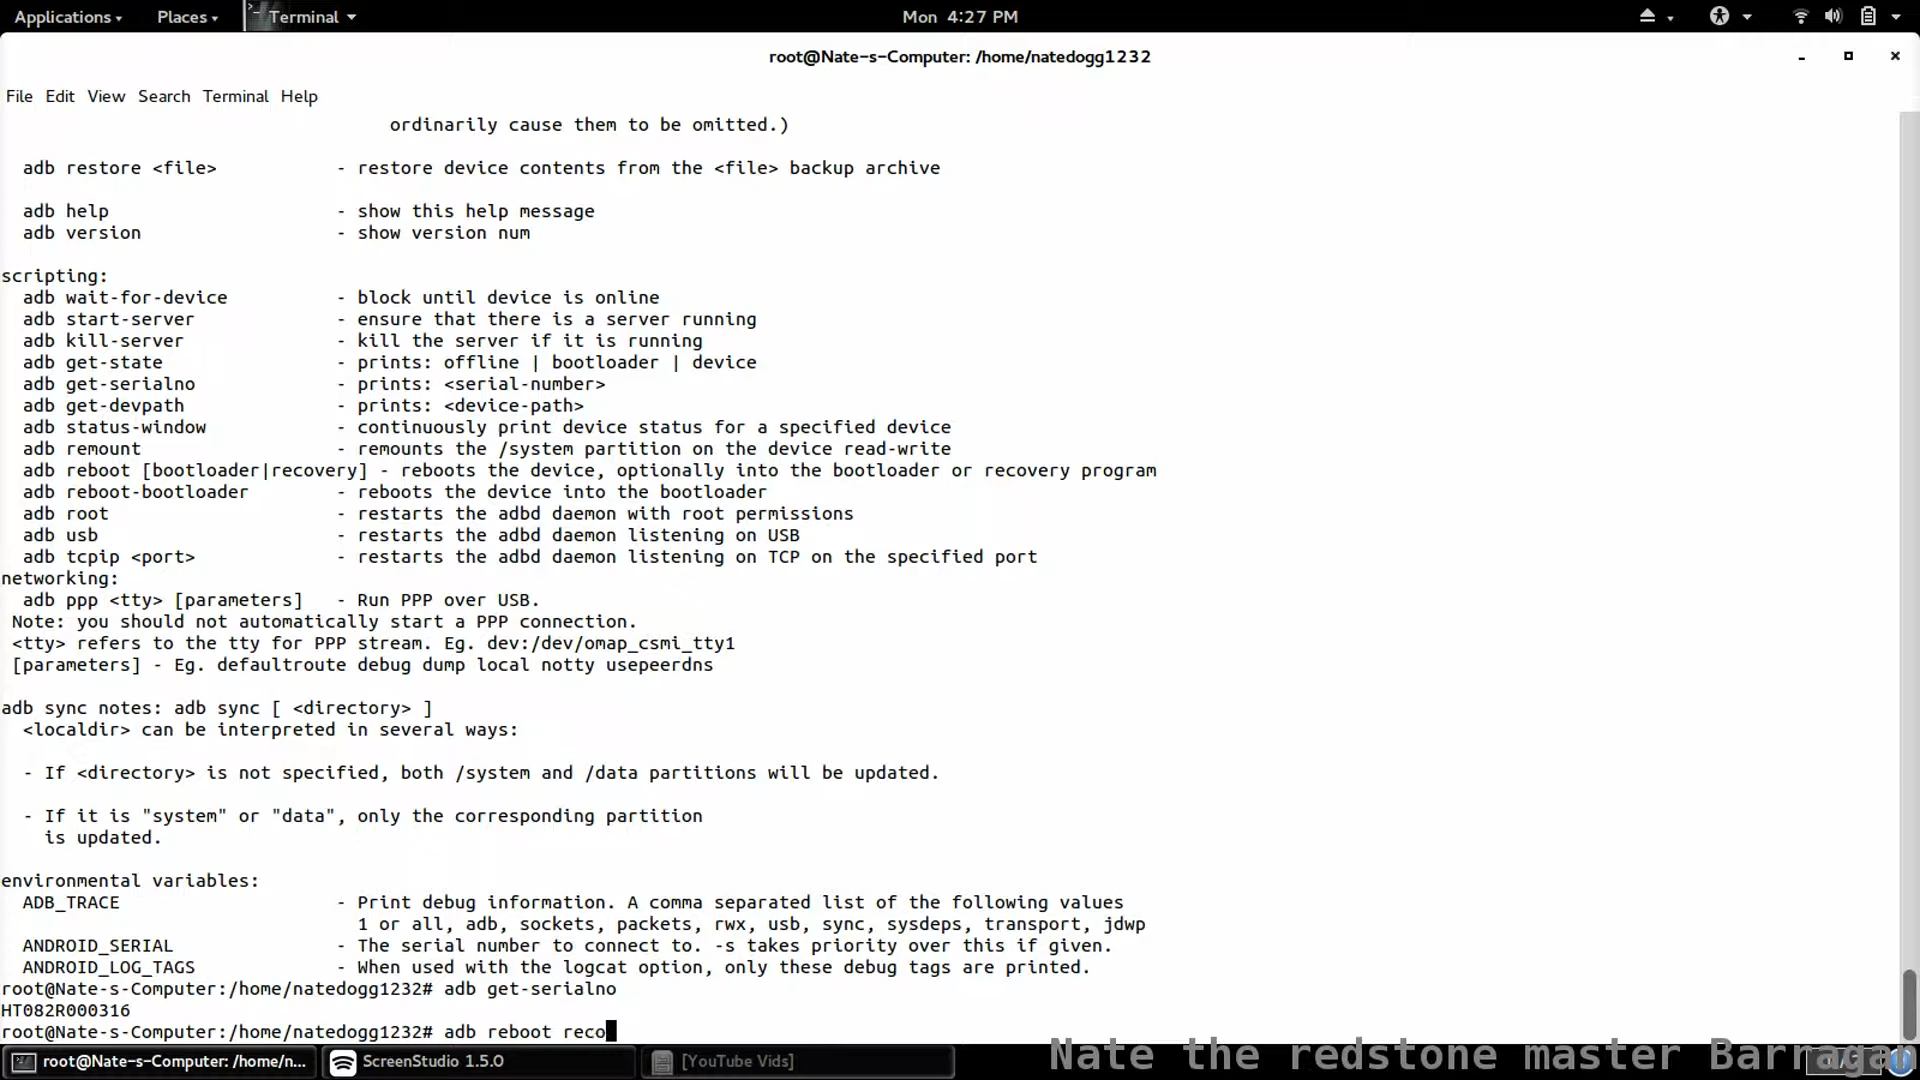 Applications Places Terminal Mon 4:27 PM
root@Nate-s-Computer: /home/natedogg1232
File Edit View Search Terminal Help
ordinarily cause them to be omitted.)
adb restore <file> - restore device contents from the <file> backup archive
adb help - show this help message
adb version - show version num
scripting:
adb wait-for-device - block until device is online
adb start-server - ensure that there is a server running
adb kill-server - kill the server if it is running
adb get-state - prints: offline | bootloader | device
adb get-serialno - prints: <serial-number>
adb get-devpath - prints: <device-path>
adb status-window - continuously print device status for a specified device
adb remount - remounts the /system partition on the device read-write
adb reboot [bootloader|recovery] - reboots the device, optionally into the bootloader or recovery program
adb reboot-bootloader - reboots the device into the bootloader
adb root - restarts the adbd daemon with root permissions
adb usb - restarts the adbd daemon listening on USB
adb tcpip <port> - restarts the adbd daemon listening on TCP on the specified port
networking:
adb ppp <tty> [parameters] - Run PPP over USB.
Note: you should not automatically start a PPP connection.
<tty> refers to the tty for PPP stream. Eg. dev:/dev/omap_csmi_tty1
[parameters] - Eg. defaultroute debug dump local notty usepeerdns
adb sync notes: adb sync [ <directory> ]
<localdir> can be interpreted in several ways:
- If <directory> is not specified, both /system and /data partitions will be updated.
- If it is "system" or "data", only the corresponding partition
is updated.
environmental variables:
ADB_TRACE - Print debug information. A comma separated list of the following values
1 or all, adb, sockets, packets, rwx, usb, sync, sysdeps, transport, jdwp
ANDROID_SERIAL - The serial number to connect to. -s takes priority over this if given.
ANDROID_LOG_TAGS - When used with the logcat option, only these debug tags are printed.
root@Nate-s-Computer:/home/natedogg1232# adb get-serialno
HT082R000316
root@Nate-s-Computer:/home/natedogg1232# adb reboot reco
root@Nate-s-Computer: /home/n... ScreenStudio 1.5.0 [YouTube Vids] Nate the redstone master Barraga